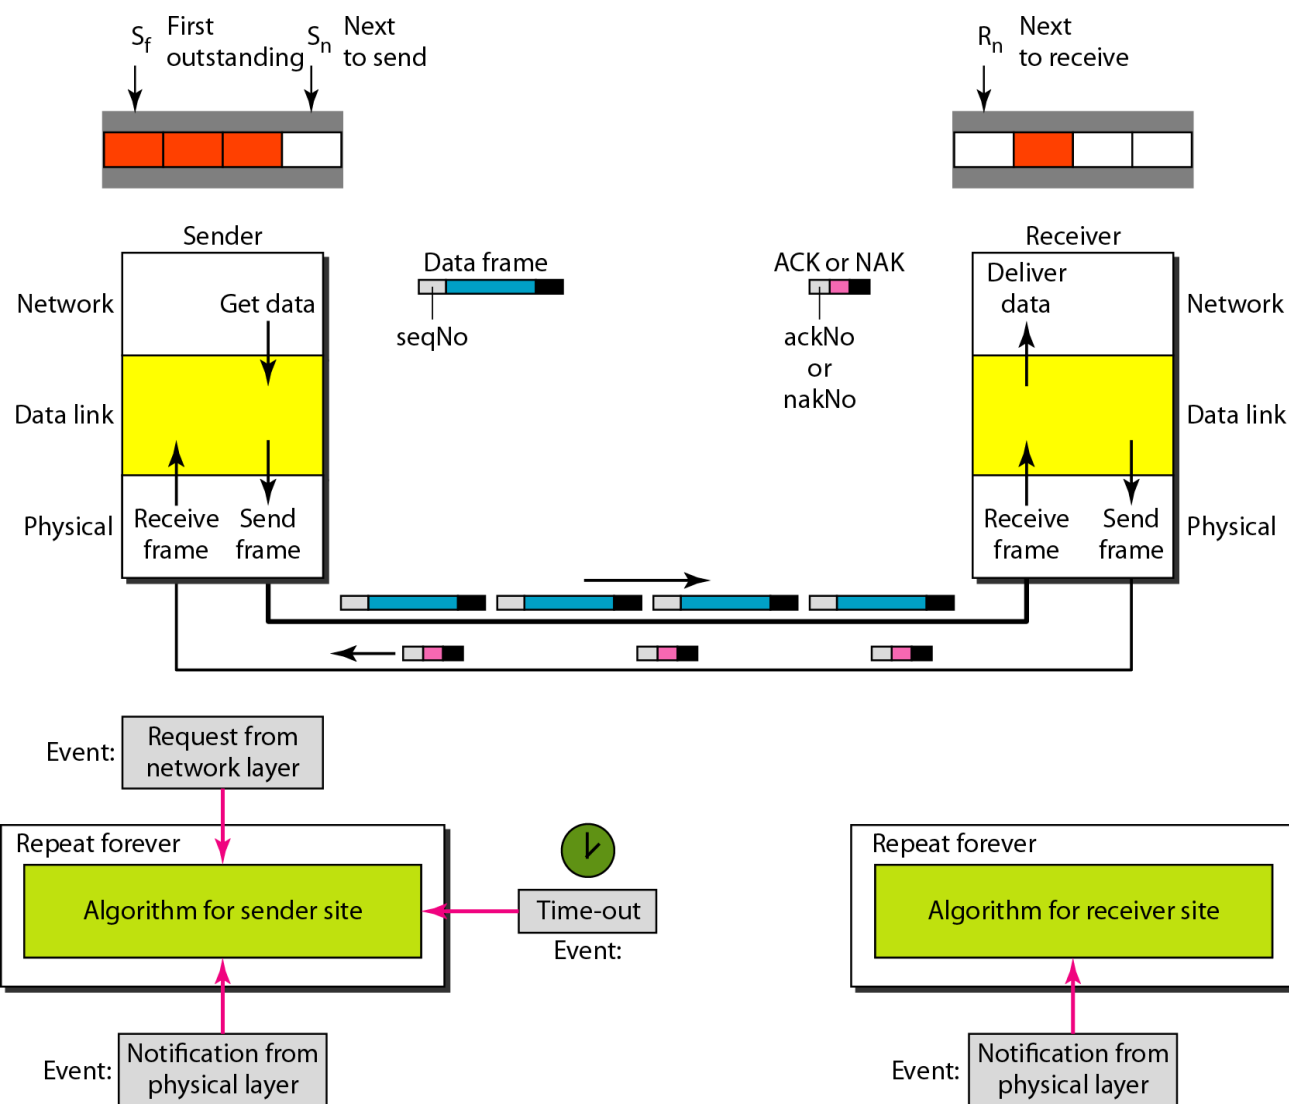 Sf First
outstanding
Sn Next
to send
Rn Next
to receive
Sender
Receiver
Network
Get data
Data link
Physical
Receive
frame
Send
frame
Data frame
seqNo
ACK or NAK
ackNo
or
nakNo
Deliver
data
Network
Data link
Receive
frame
Send
frame
Physical
Event:
Request from
network layer
Repeat forever
Algorithm for sender site
Time-out
Event:
Event:
Notification from
physical layer
Repeat forever
Algorithm for receiver site
Event:
Notification from
physical layer